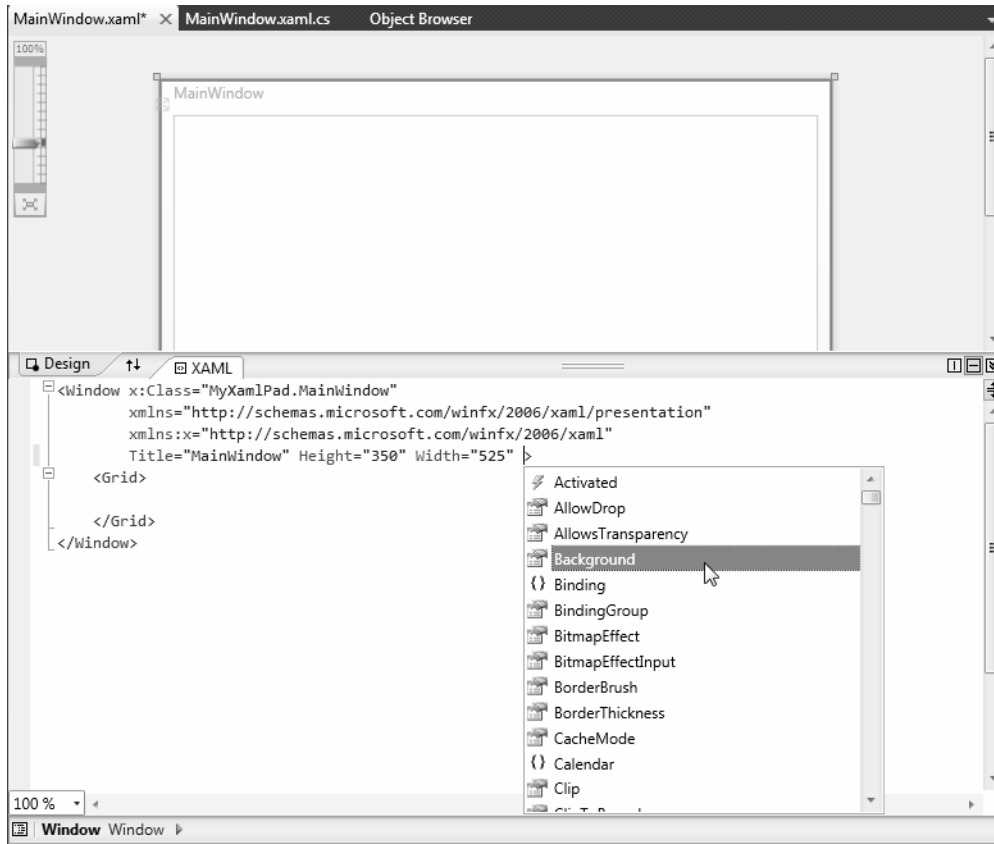 MainWindow.xaml* × MainWindow.xaml.cs Object Browser
100%
MainWindow
Design XAML
<Window x:Class="MyXamlPad.MainWindow"
xmlns="http://schemas.microsoft.com/winfx/2006/xaml/presentation"
xmlns:x="http://schemas.microsoft.com/winfx/2006/xaml"
Title="MainWindow" Height="350" Width="525" >
<Grid>
</Grid>
</Window>
Activated
AllowDrop
AllowsTransparency
Background
{} Binding
BindingGroup
BitmapEffect
BitmapEffectInput
BorderBrush
BorderThickness
CacheMode
{} Calendar
Clip
100 %
Window Window